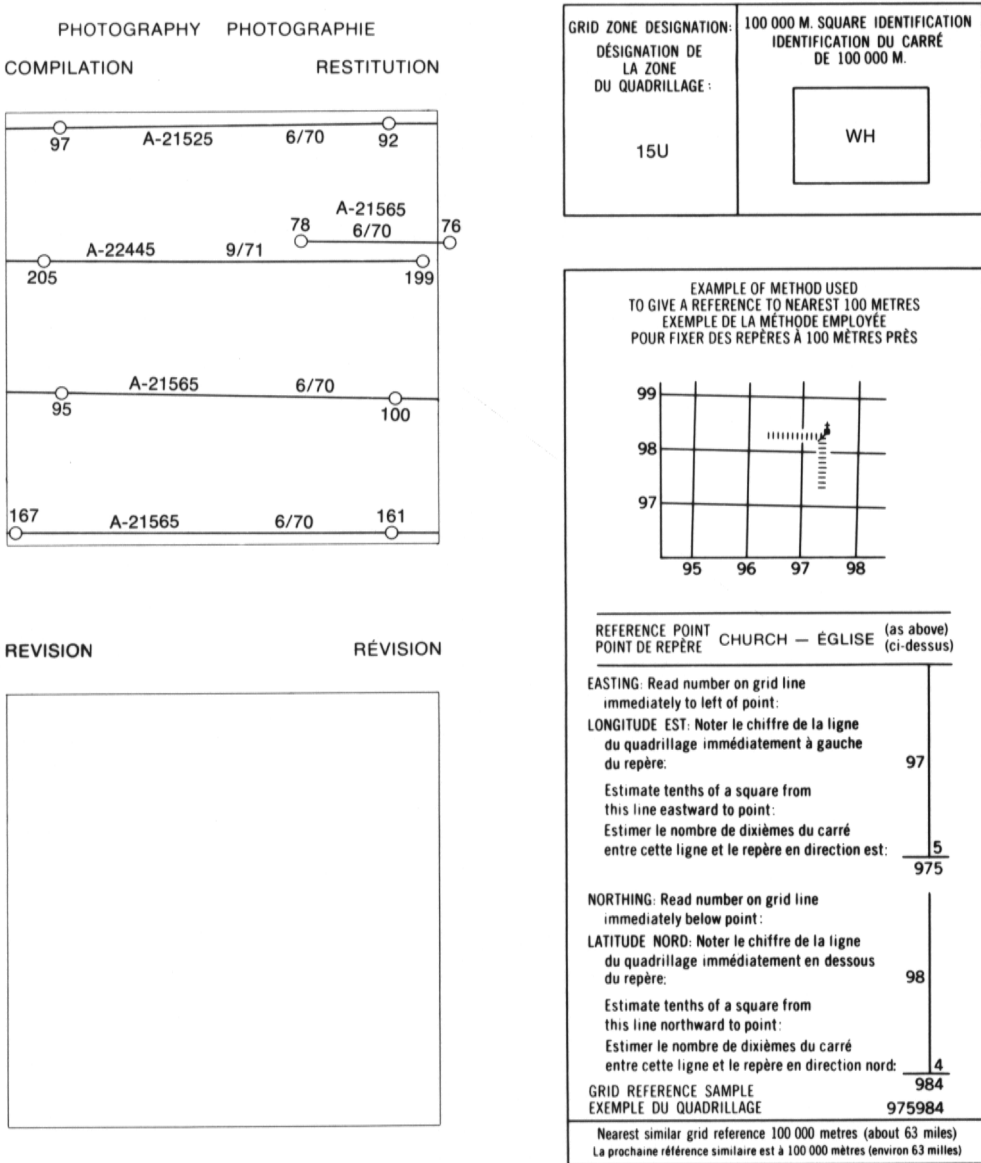 PHOTOGRAPHY PHOTOGRAPHIE
COMPILATION RESTITUTION
97 A-21525 6/70 92
A-21565
78 6/70 76
A-22445 9/71
205 199
A-21565 6/70
95 100
167 A-21565 6/70 161
REVISION RÉVISION
GRID ZONE DESIGNATION:
DÉSIGNATION DE
LA ZONE
DU QUADRILLAGE :
15U
100 000 M. SQUARE IDENTIFICATION
IDENTIFICATION DU CARRÉ
DE 100 000 M.
WH
EXAMPLE OF METHOD USED
TO GIVE A REFERENCE TO NEAREST 100 METRES
EXEMPLE DE LA MÉTHODE EMPLOYÉE
POUR FIXER DES REPÈRES À 100 MÈTRES PRÈS
99
98
97
95 96 97 98
REFERENCE POINT
POINT DE REPÈRE
CHURCH — ÉGLISE
(as above)
(ci-dessus)
EASTING: Read number on grid line
immediately to left of point:
LONGITUDE EST: Noter le chiffre de la ligne
du quadrillage immédiatement à gauche
du repère: 97
Estimate tenths of a square from
this line eastward to point:
Estimer le nombre de dixièmes du carré
entre cette ligne et le repère en direction est: 5
975
NORTHING: Read number on grid line
immediately below point:
LATITUDE NORD: Noter le chiffre de la ligne
du quadrillage immédiatement en dessous
du repère: 98
Estimate tenths of a square from
this line northward to point:
Estimer le nombre de dixièmes du carré
entre cette ligne et le repère en direction nord: 4
984
GRID REFERENCE SAMPLE
EXEMPLE DU QUADRILLAGE 975984
Nearest similar grid reference 100 000 metres (about 63 miles)
La prochaine référence similaire est à 100 000 mètres (environ 63 milles)